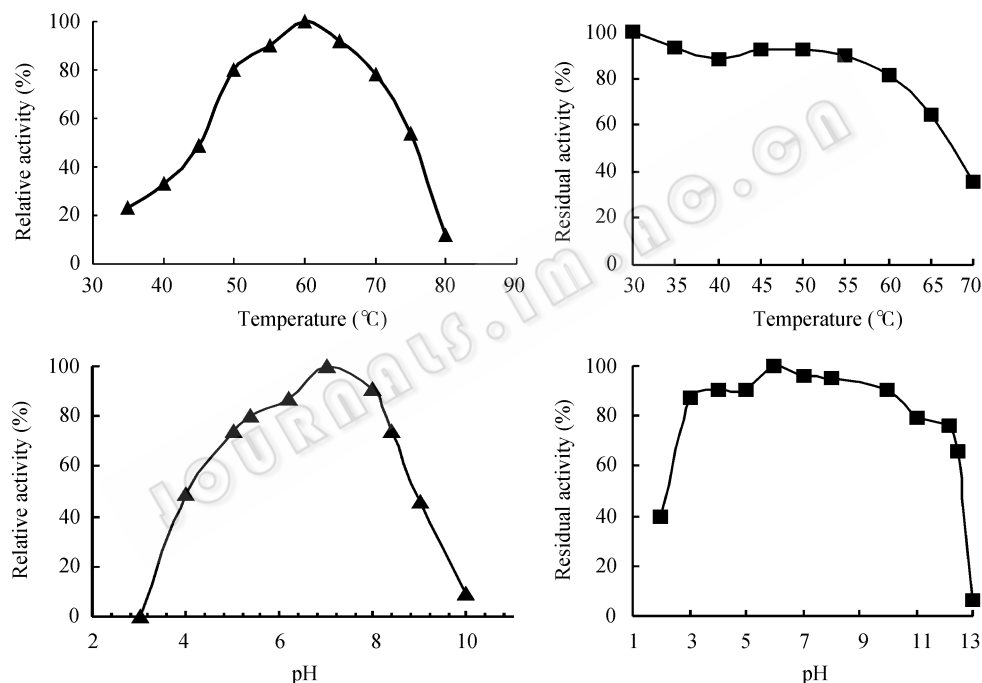 100
80
60
40
20
0
Relative activity (%)
30 40 50 60 70 80 90
Temperature (℃)
100
80
60
40
20
0
Residual activity (%)
30 35 40 45 50 55 60 65 70
Temperature (℃)
100
80
60
40
20
0
Relative activity (%)
2 4 6 8 10
pH
100
80
60
40
20
0
Residual activity (%)
1 3 5 7 9 11 13
pH
JOURNALS.IM.AC.CN